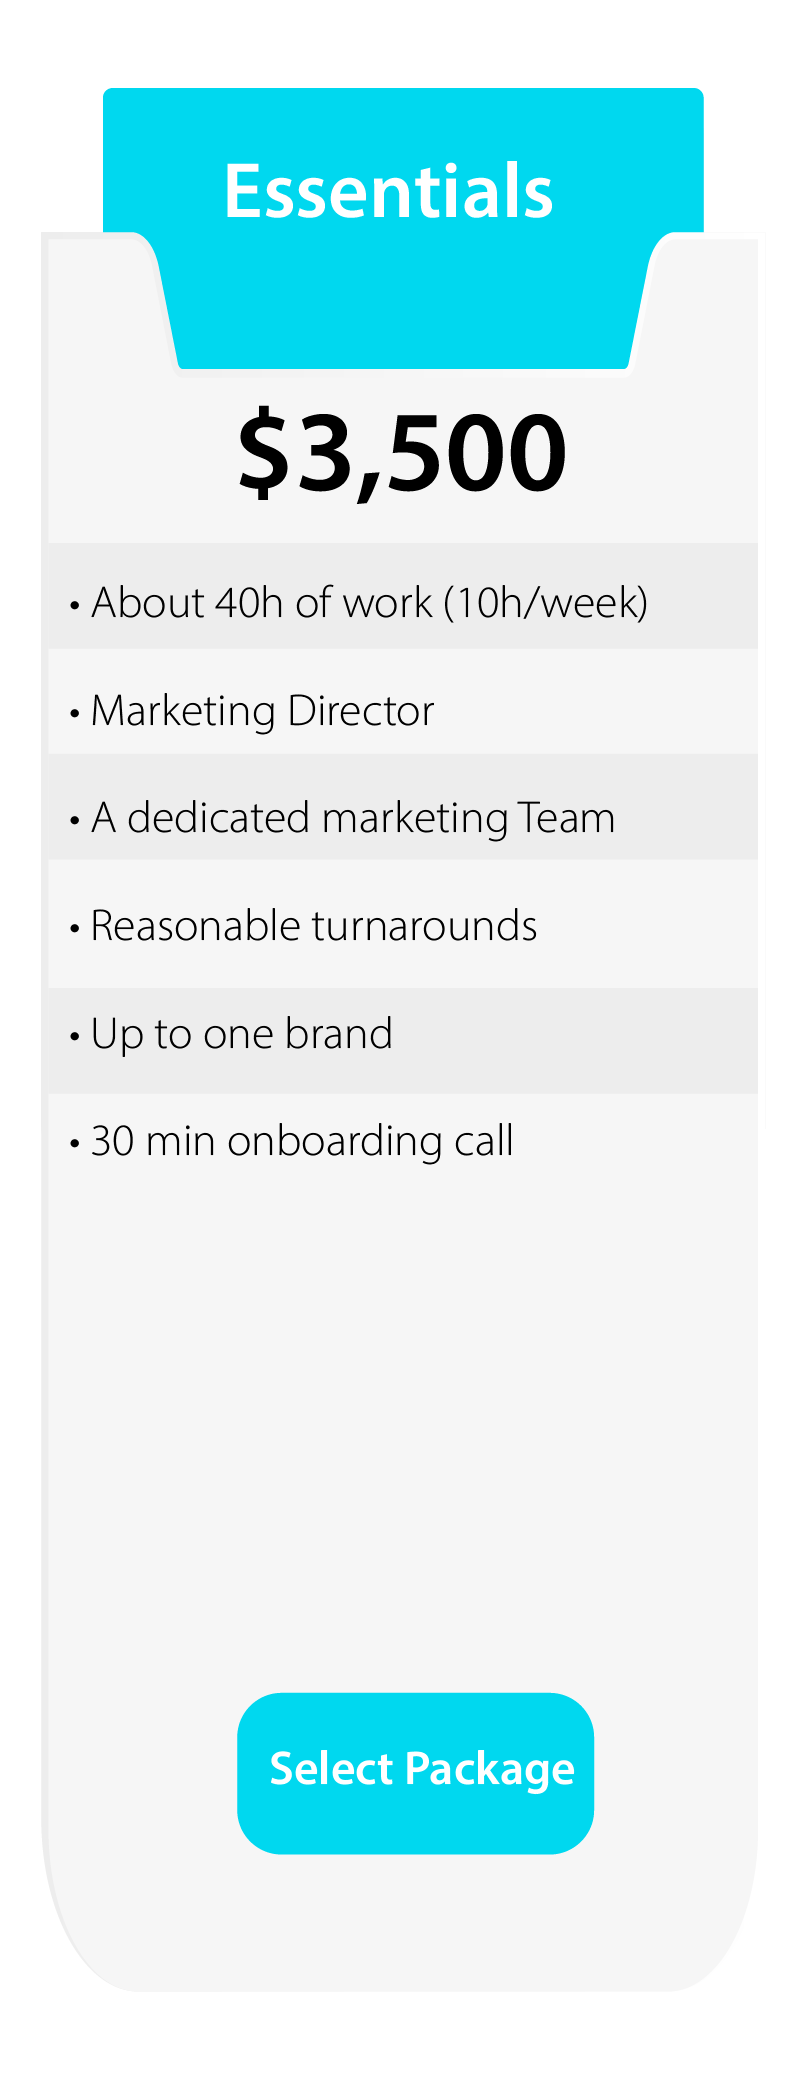 Essentials
$3,500
• About 40h of work (10h/week)
• Marketing Director
• A dedicated marketing Team
• Reasonable turnarounds
• Up to one brand
• 30 min onboarding call
Select Package